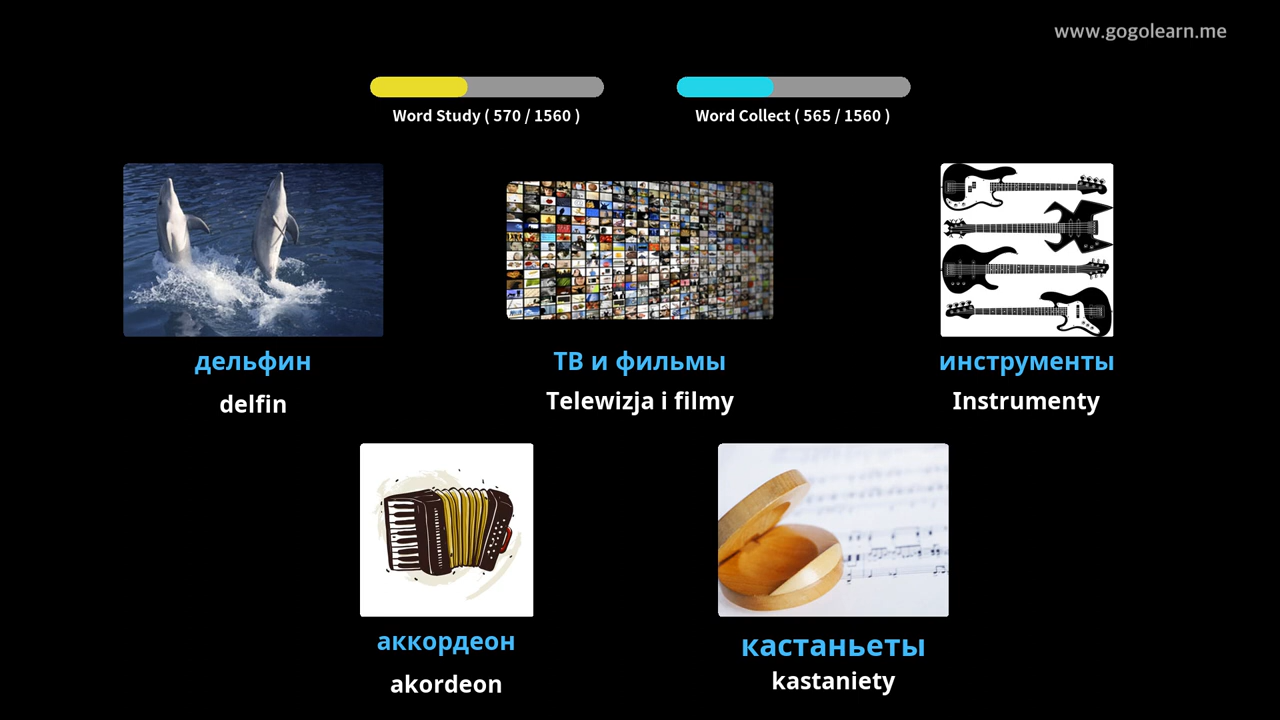 www.gogolearn.me
Word Study ( 570 / 1560 )
Word Collect ( 565 / 1560 )
дельфин
delfin
ТВ и фильмы
Telewizja i filmy
инструменты
Instrumenty
аккордеон
akordeon
кастаньеты
kastaniety